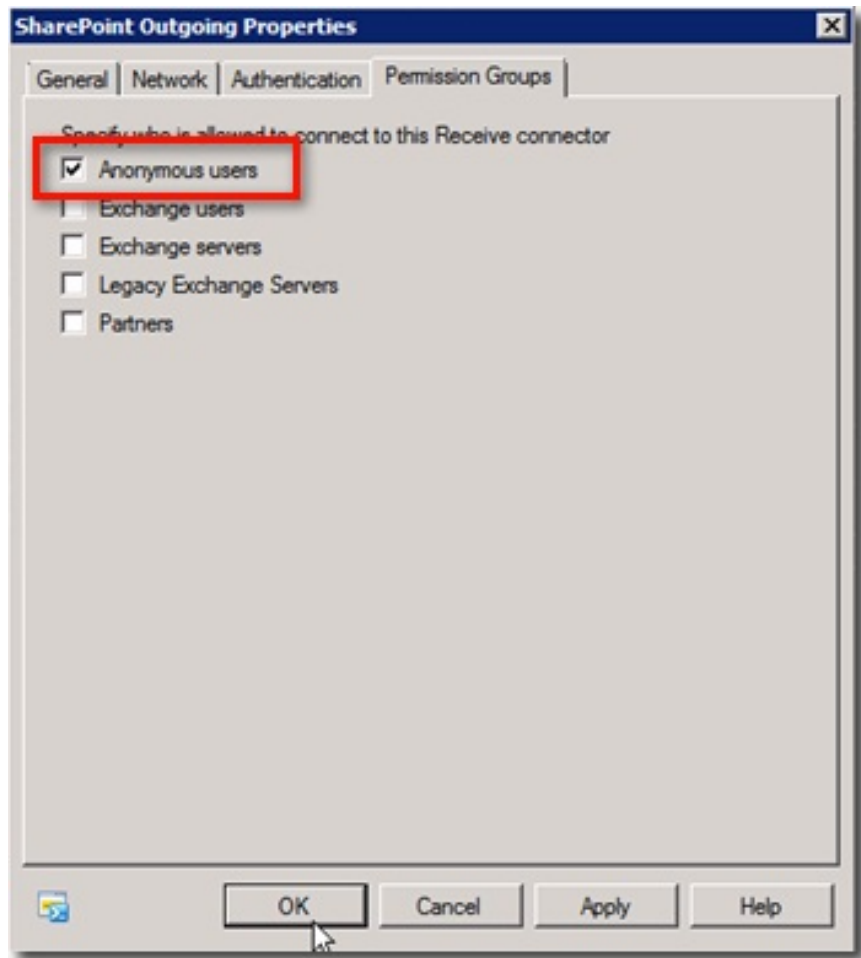 SharePoint Outgoing Properties
General Network Authentication Permission Groups
Specify who is allowed to connect to this Receive connector
Anonymous users
Exchange users
Exchange servers
Legacy Exchange Servers
Partners
OK Cancel Apply Help